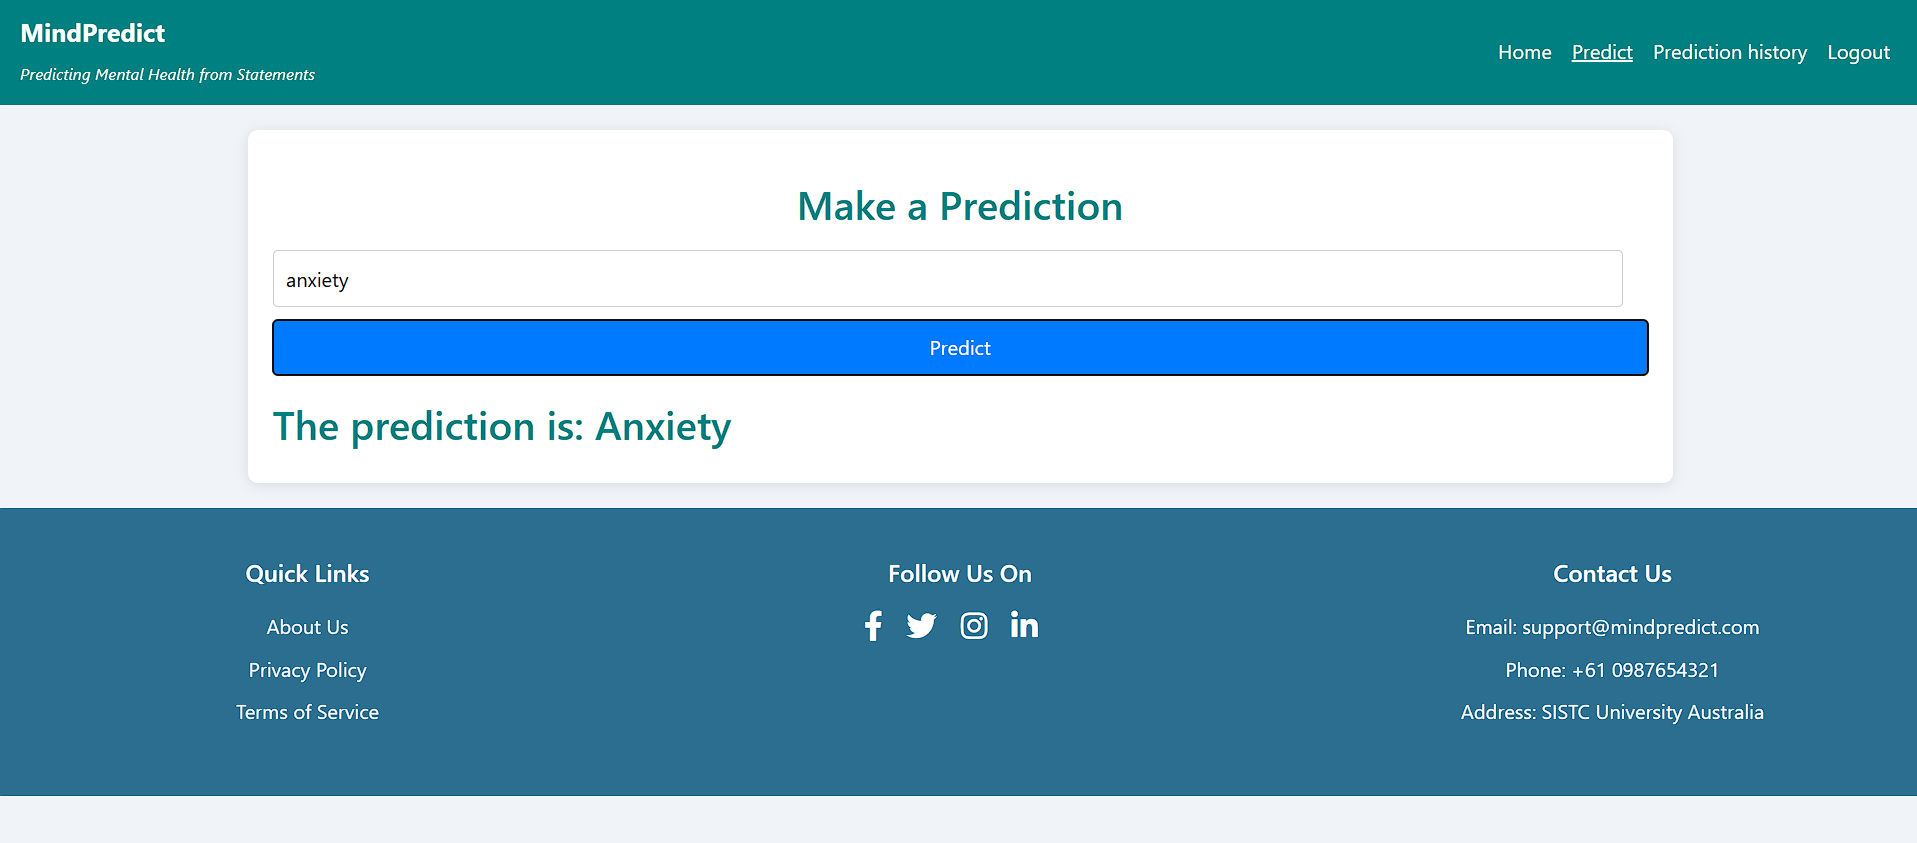 MindPredict
Predicting Mental Health from Statements
Home Predict Prediction history Logout
Make a Prediction
anxiety
Predict
The prediction is: Anxiety
Quick Links
About Us
Privacy Policy
Terms of Service
Follow Us On
Contact Us
Email: support@mindpredict.com
Phone: +61 0987654321
Address: SISTC University Australia